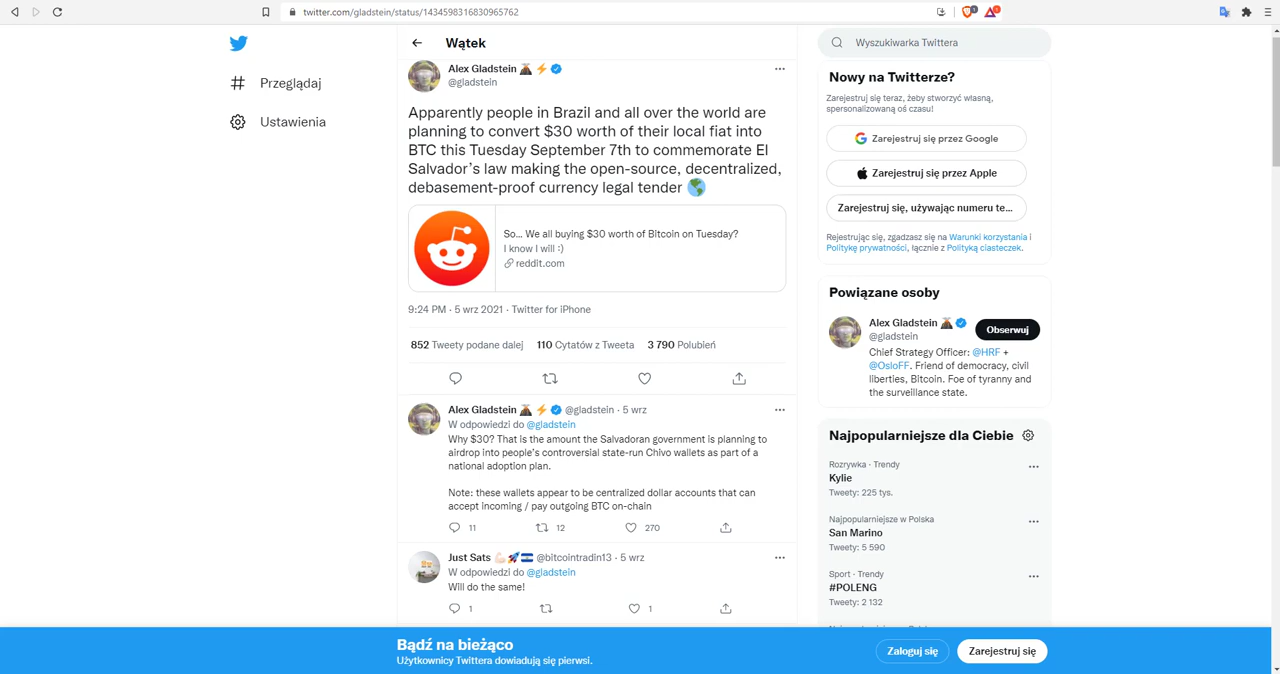 twitter.com/gladstein/status/1434598316830965762
Przeglądaj
Ustawienia
Wątek
Alex Gladstein
@gladstein
Apparently people in Brazil and all over the world are
planning to convert $30 worth of their local fiat into
BTC this Tuesday September 7th to commemorate El
Salvador's law making the open-source, decentralized,
debasement-proof currency legal tender
So... We all buying $30 worth of Bitcoin on Tuesday?
I know I will :)
reddit.com
9:24 PM · 5 wrz 2021 · Twitter for iPhone
852 Tweety podane dalej 110 Cytatów z Tweeta 3 790 Polubień
Alex Gladstein @gladstein · 5 wrz
W odpowiedzi do @gladstein
Why $30? That is the amount the Salvadoran government is planning to
airdrop into people's controversial state-run Chivo wallets as part of a
national adoption plan.
Note: these wallets appear to be centralized dollar accounts that can
accept incoming / pay outgoing BTC on-chain
11 12 270
Just Sats @bitcointradin13 · 5 wrz
W odpowiedzi do @gladstein
Will do the same!
1 1
Wyszukiwarka Twittera
Nowy na Twitterze?
Zarejestruj się teraz, żeby stworzyć własną,
spersonalizowaną oś czasu!
Zarejestruj się przez Google
Zarejestruj się przez Apple
Zarejestruj się, używając numeru te...
Rejestrując się, zgadzasz się na Warunki korzystania i
Politykę prywatności, łącznie z Polityką ciasteczek.
Powiązane osoby
Alex Gladstein
@gladstein
Obserwuj
Chief Strategy Officer: @HRF +
@OsloFF. Friend of democracy, civil
liberties, Bitcoin. Foe of tyranny and
the surveillance state.
Najpopularniejsze dla Ciebie
Rozrywka · Trendy
Kylie
Tweety: 225 tys.
Najpopularniejsze w Polska
San Marino
Tweety: 5 590
Sport · Trendy
#POLENG
Tweety: 2 132
Bądź na bieżąco
Użytkownicy Twittera dowiadują się pierwsi.
Zaloguj się
Zarejestruj się